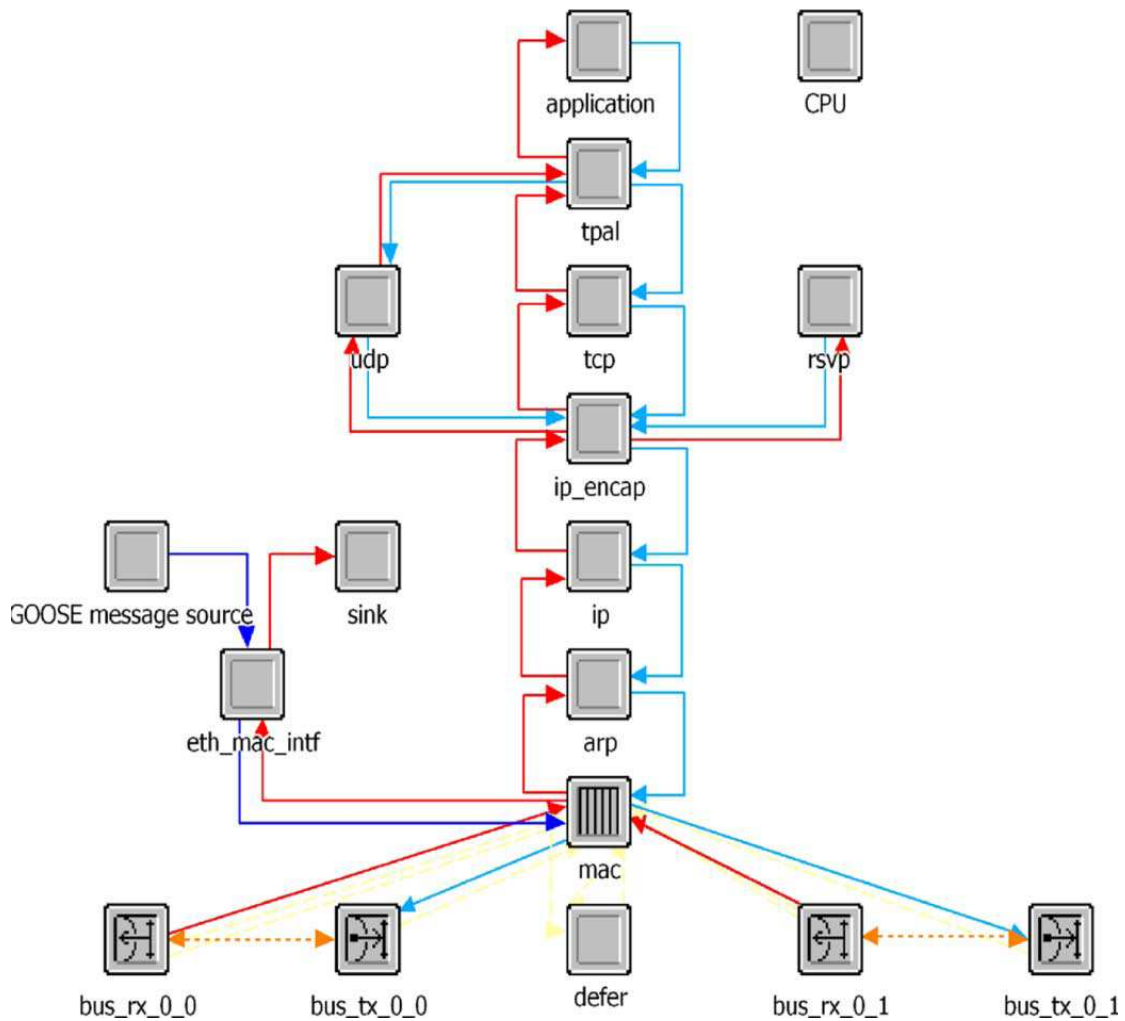 application
CPU
tpal
udp
tcp
rsvp
ip_encap
GOOSE message source
sink
ip
eth_mac_intf
arp
mac
bus_rx_0_0
bus_tx_0_0
defer
bus_rx_0_1
bus_tx_0_1